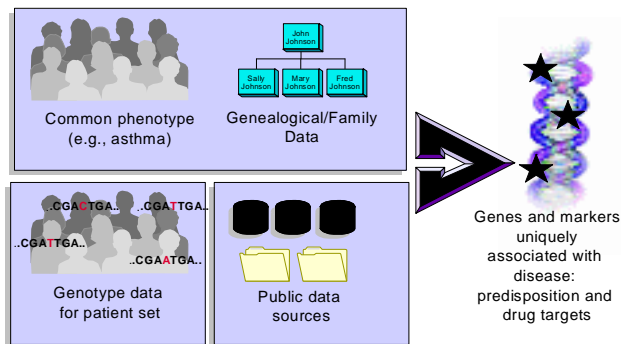 John
Johnson
Sally
Johnson
Mary
Johnson
Fred
Johnson
Common phenotype
(e.g., asthma)
Genealogical/Family
Data
..CGACTGA..
..CGATTGA..
..CGATTGA..
..CGAATGA..
Genotype data
for patient set
Public data
sources
Genes and markers
uniquely
associated with
disease:
predisposition and
drug targets